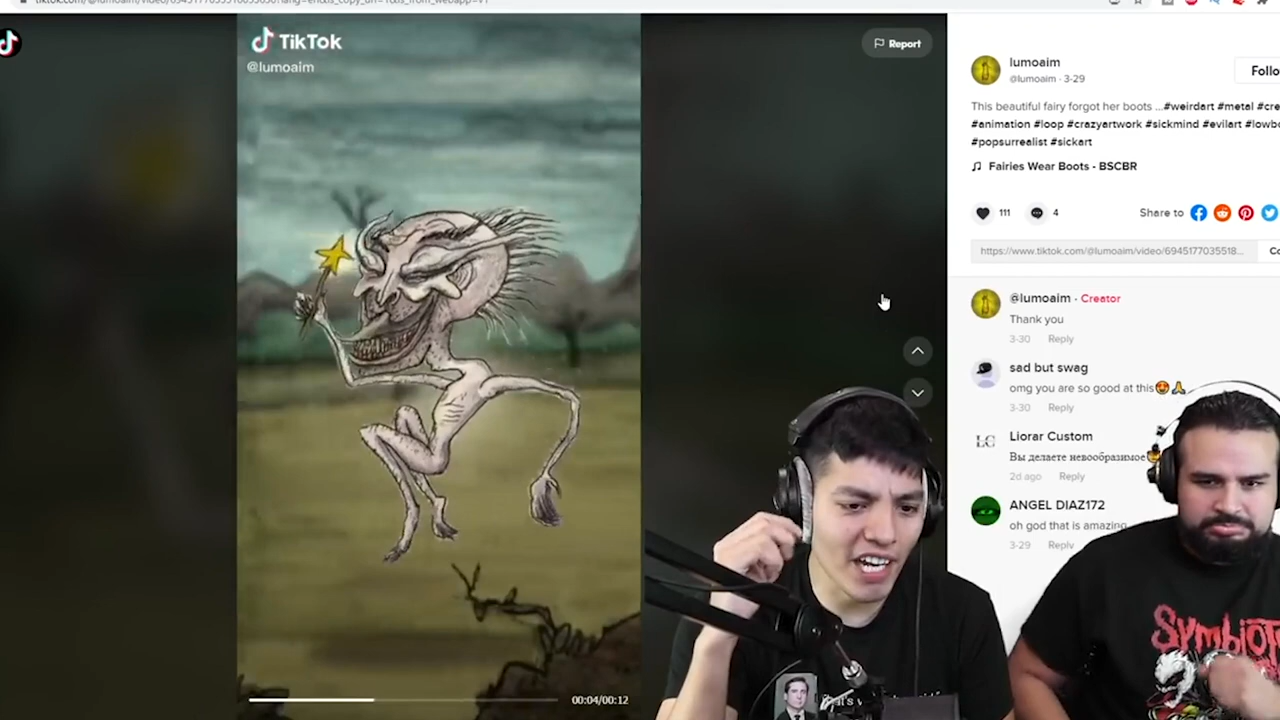 TikTok
@lumoaim
Report
lumoaim
@lumoaim · 3-29
This beautiful fairy forgot her boots ...#weirdart #metal #cre
#animation #loop #crazyartwork #sickmind #evilart #lowb
#popsurrealist #sickart
Fairies Wear Boots - BSCBR
111
4
Share to
https://www.tiktok.com/@lumoaim/video/6945177035518...
@lumoaim · Creator
Thank you
3-30 Reply
sad but swag
omg you are so good at this😍🙏
3-30 Reply
LC
Liorar Custom
Вы делаете невообразимое
2d ago Reply
ANGEL DIAZ172
oh god that is amazing
3-29 Reply
00:04/00:12